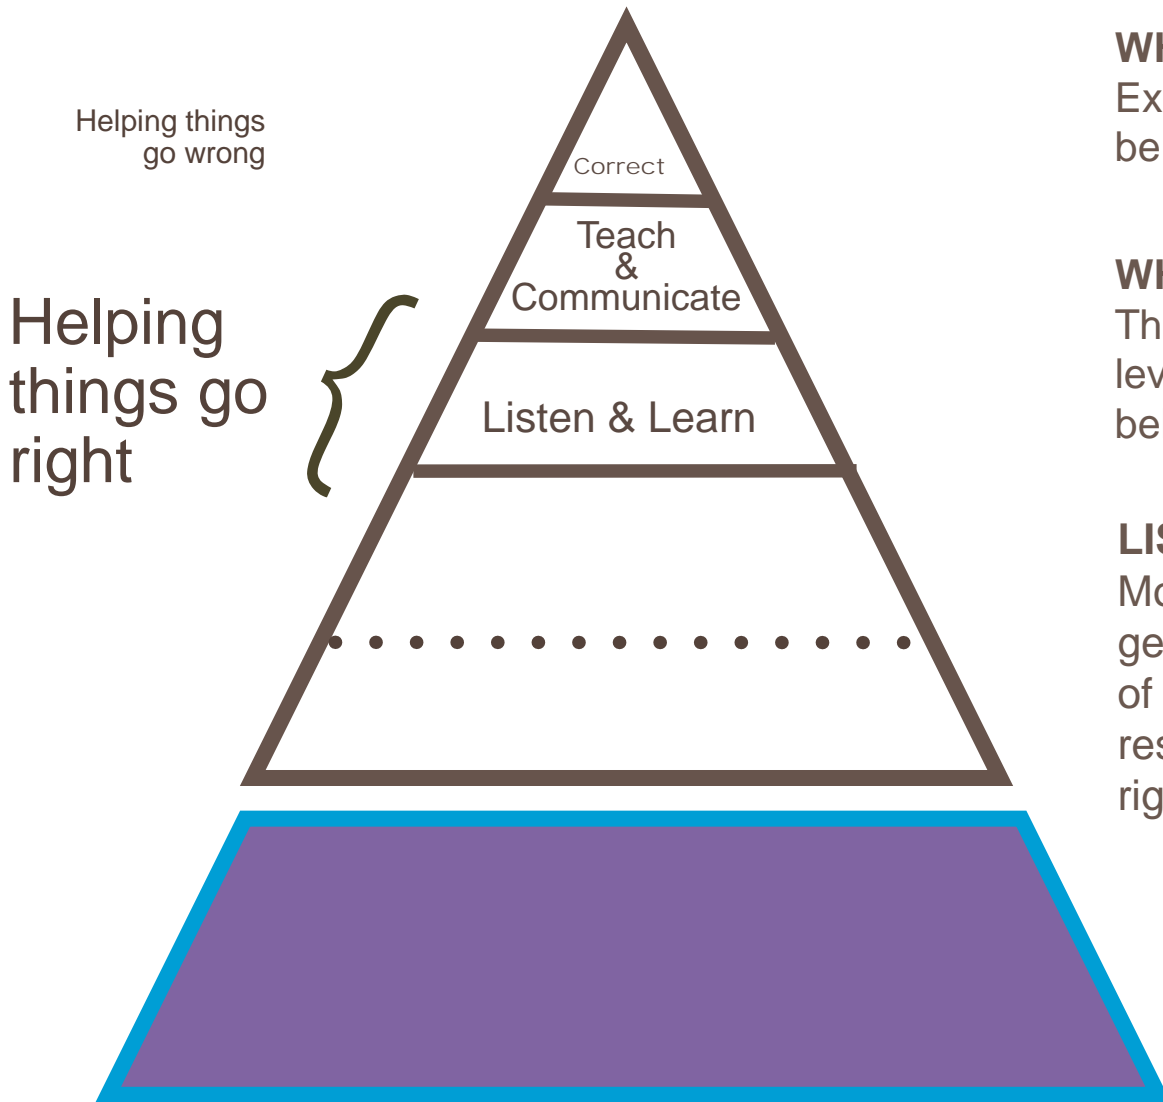 Helping things
go wrong
Correct
Teach
&
Communicate
Helping
things go
right
Listen & Learn